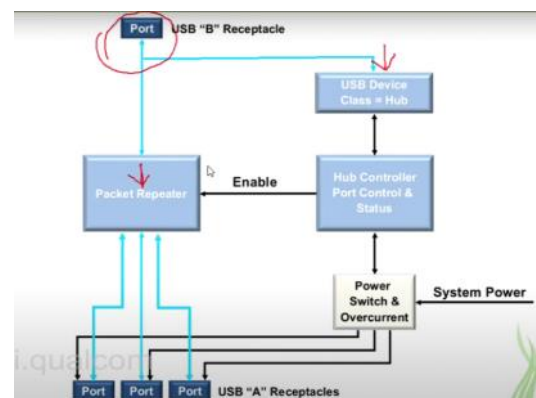 Port
USB "B" Receptacle
USB Device
Class = Hub
Packet Repeater
Enable
Hub Controller
Port Control &
Status
Power
Switch &
Overcurrent
System Power
i.qualcom
Port Port Port USB "A" Receptacles